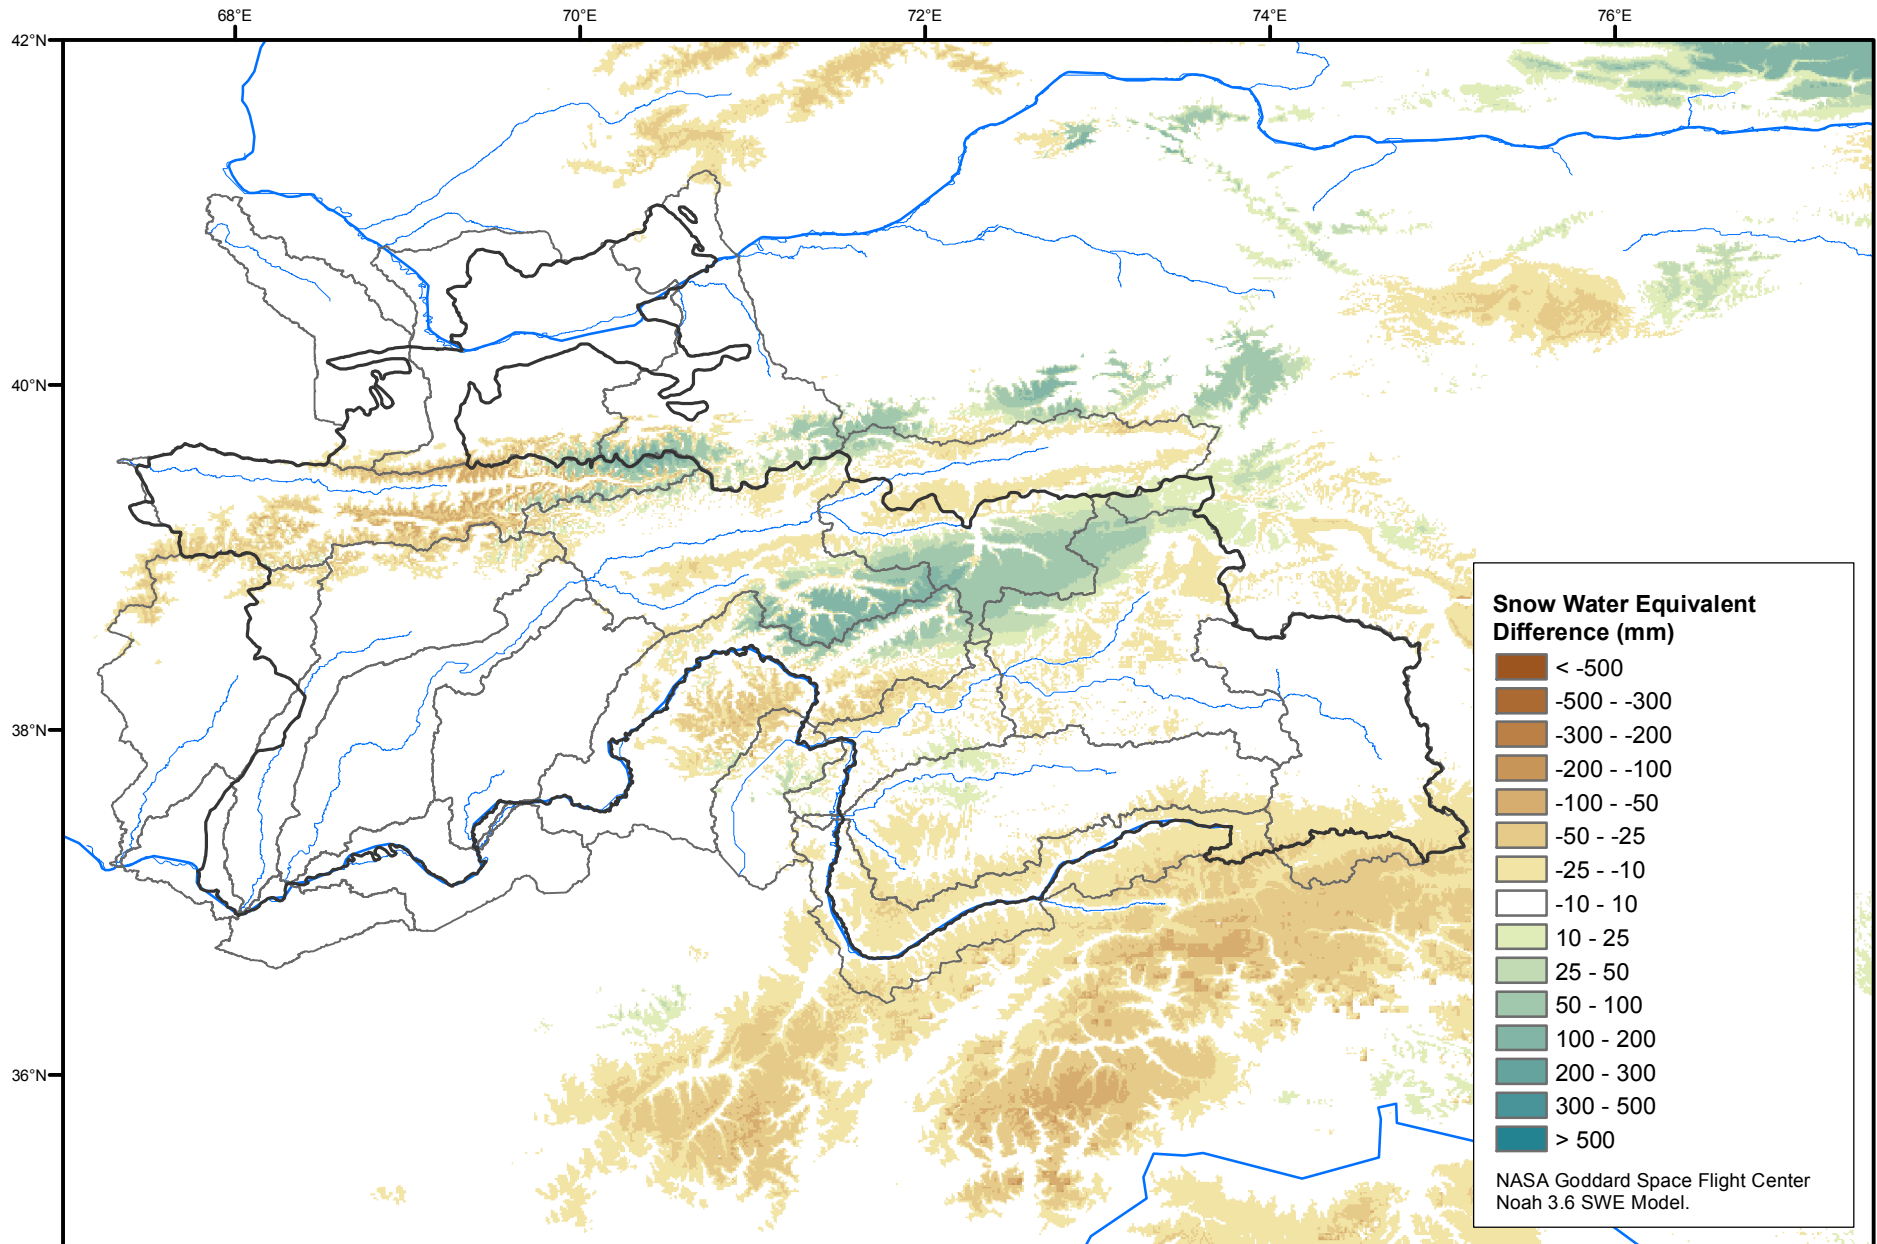 68°E
70°E
72°E
74°E
76°E
42°N
40°N
38°N
36°N
Snow Water Equivalent
Difference (mm)
< -500
-500 - -300
-300 - -200
-200 - -100
-100 - -50
-50 - -25
-25 - -10
-10 - 10
10 - 25
25 - 50
50 - 100
100 - 200
200 - 300
300 - 500
> 500
NASA Goddard Space Flight Center
Noah 3.6 SWE Model.